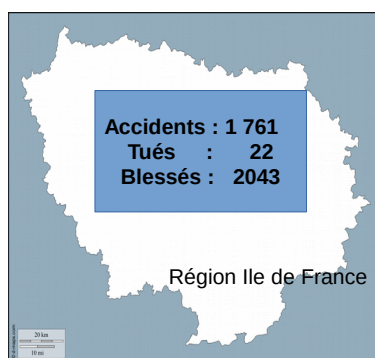 Accidents : 1 761
Tués : 22
Blessés : 2043
Région Ile de France
20 km
10 mi